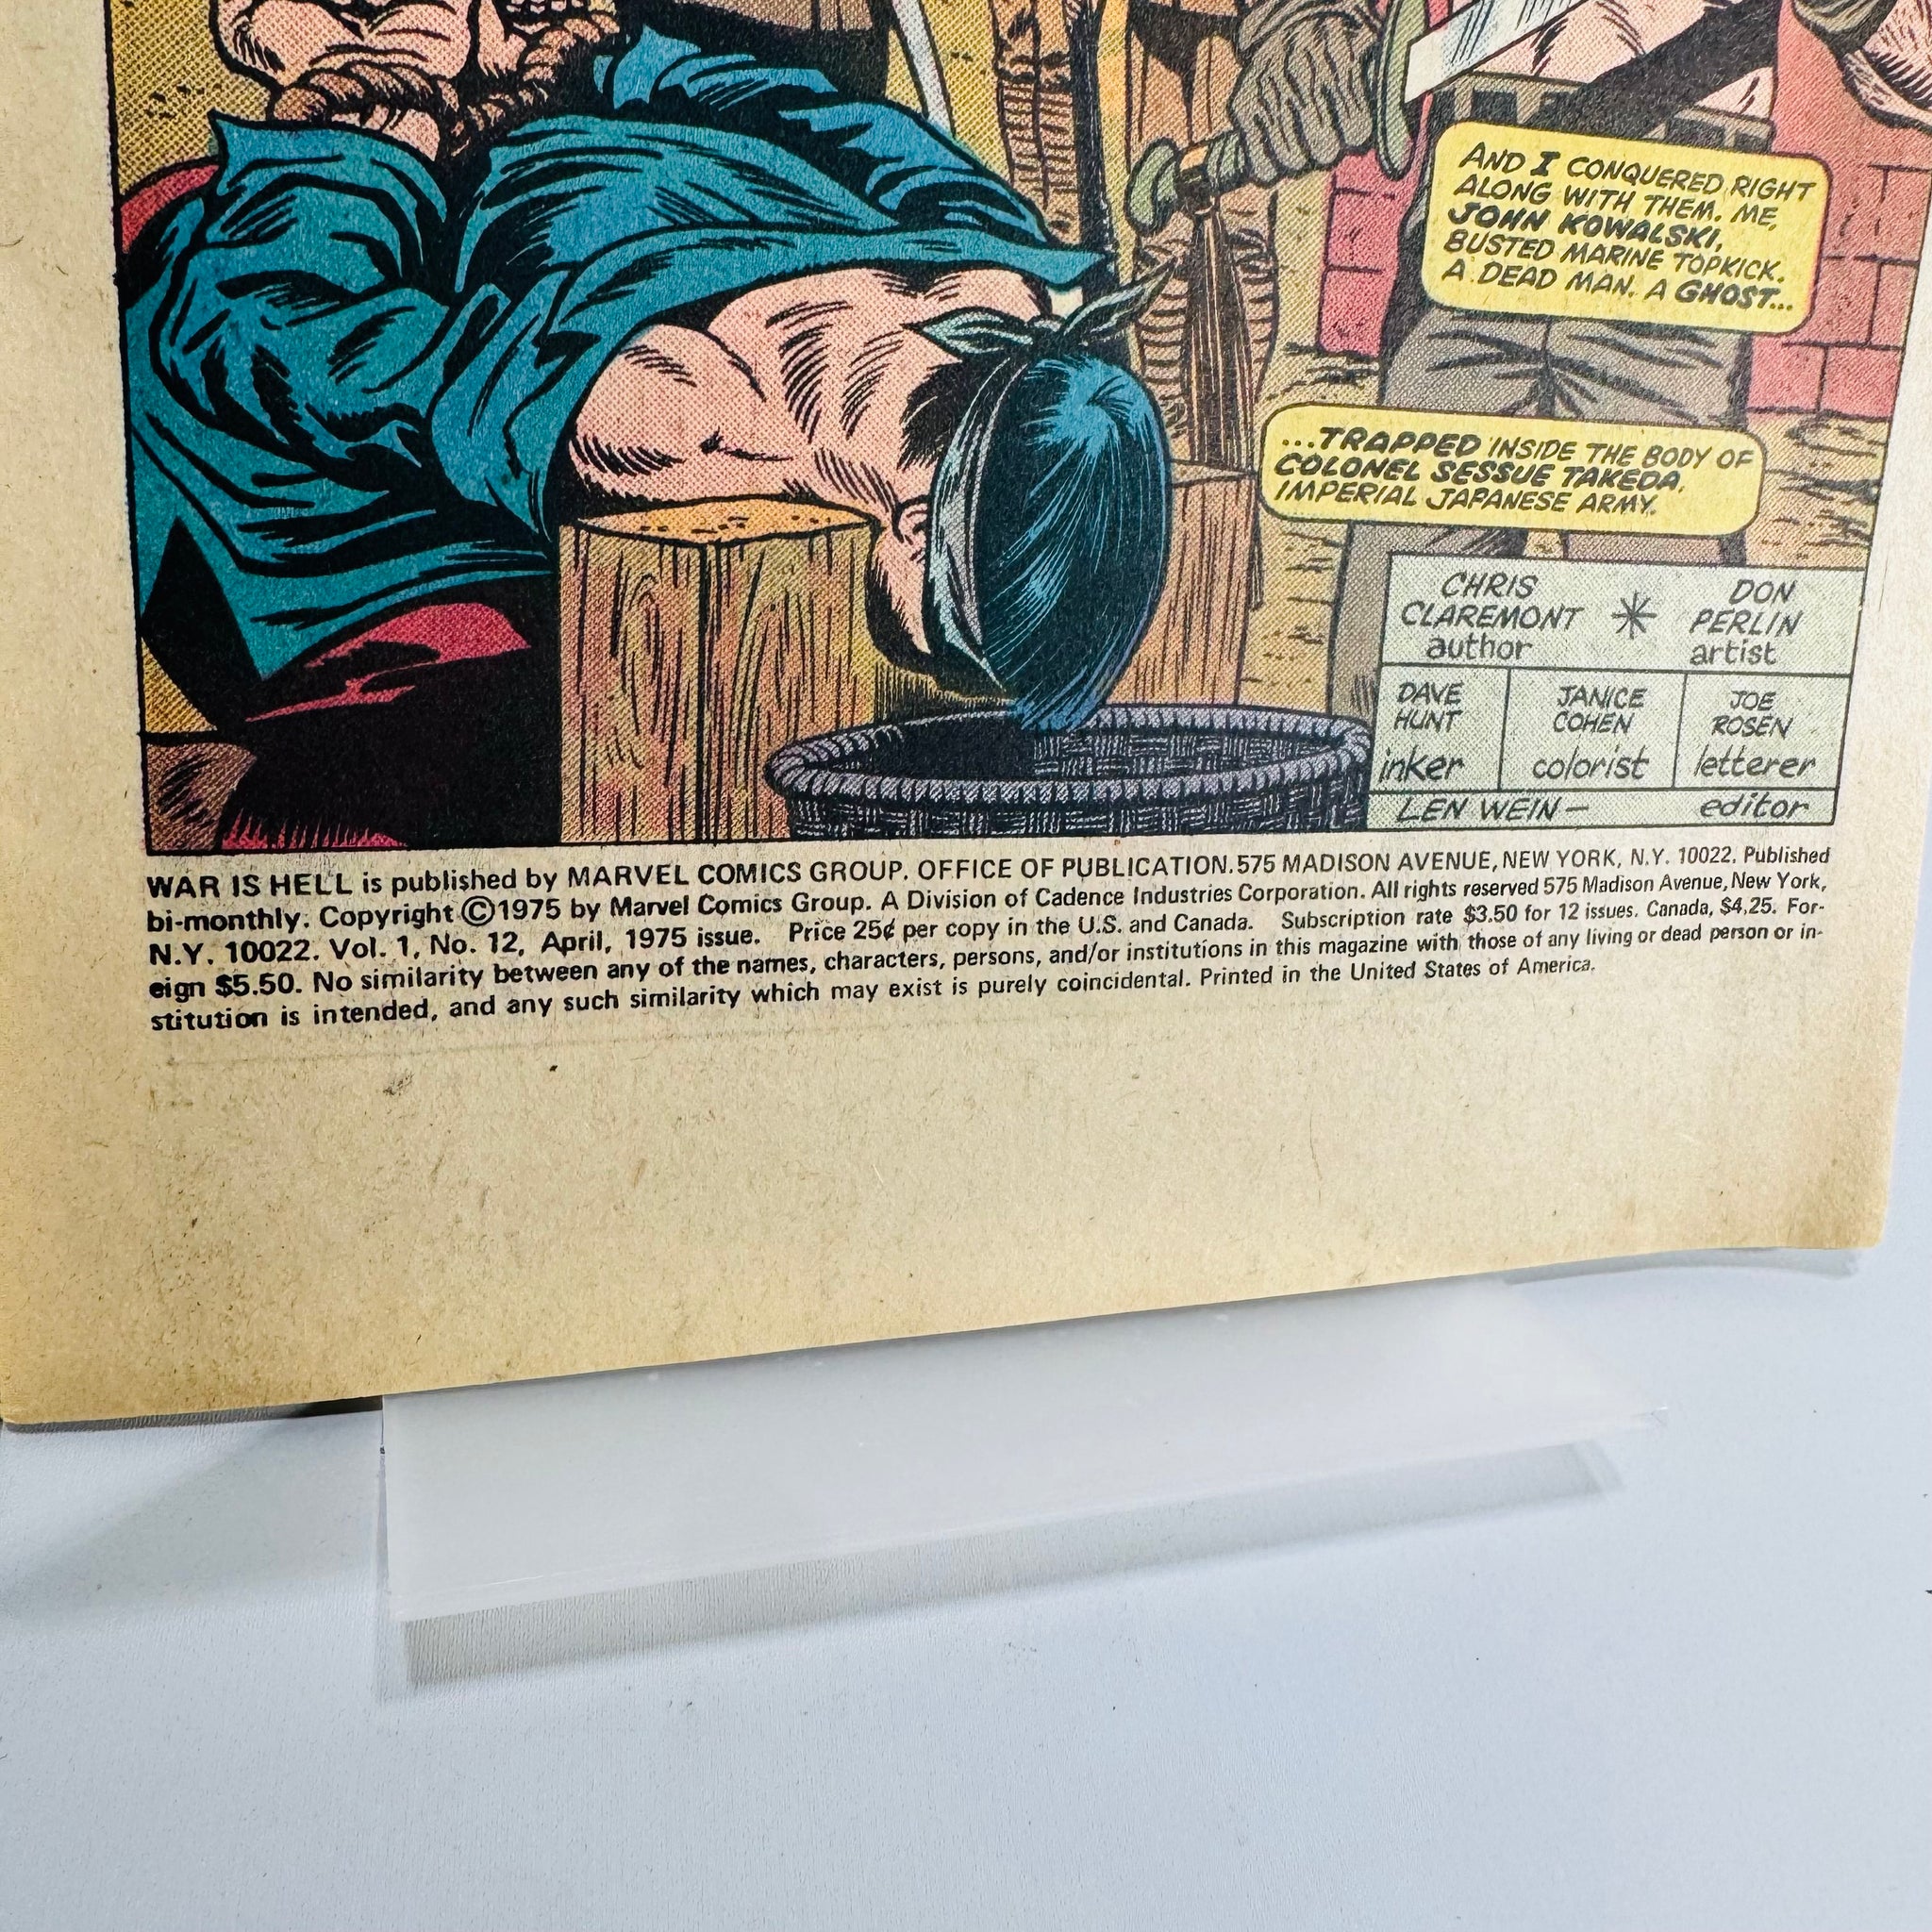 AND I CONQUERED RIGHT
ALONG WITH THEM. ME,
JOHN KOWALSKI,
BUSTED MARINE TOPKICK.
A DEAD MAN. A GHOST...
...TRAPPED INSIDE THE BODY OF
COLONEL SESSUE TAKEDA,
IMPERIAL JAPANESE ARMY.
CHRIS
CLAREMONT
author
DON
PERLIN
artist
DAVE
HUNT
inker
JANICE
COHEN
colorist
JOE
ROSEN
letterer
LEN WEIN— editor
WAR IS HELL is published by MARVEL COMICS GROUP. OFFICE OF PUBLICATION. 575 MADISON AVENUE, NEW YORK, N.Y. 10022. Published
bi-monthly. Copyright ©1975 by Marvel Comics Group. A Division of Cadence Industries Corporation. All rights reserved 575 Madison Avenue, New York,
N.Y. 10022. Vol. 1, No. 12, April, 1975 issue. Price 25¢ per copy in the U.S. and Canada. Subscription rate $3.50 for 12 issues. Canada, $4.25. For-
eign $5.50. No similarity between any of the names, characters, persons, and/or institutions in this magazine with those of any living or dead person or in-
stitution is intended, and any such similarity which may exist is purely coincidental. Printed in the United States of America.